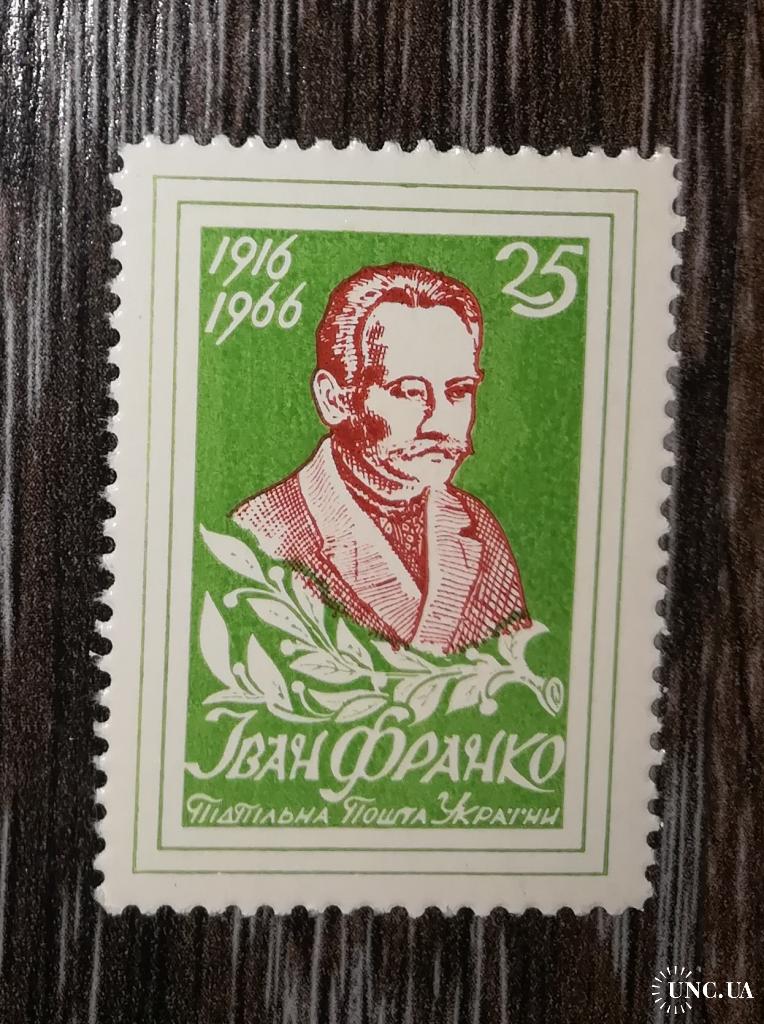 1916
1966
25
Іван Франко
Підпільна Пошта України
UNC.UA